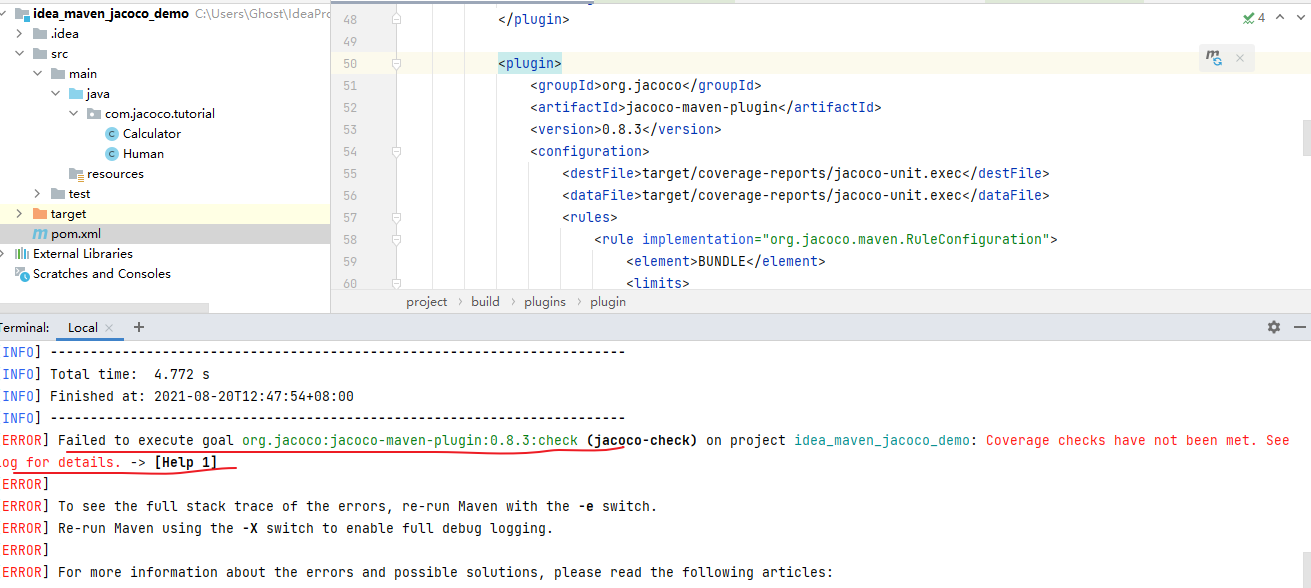 idea_maven_jacoco_demo C:\Users\Ghost\IdeaPro
.idea
src
main
java
com.jacoco.tutorial
Calculator
Human
resources
test
target
pom.xml
External Libraries
Scratches and Consoles
48 </plugin>
49
50 <plugin>
51 <groupId>org.jacoco</groupId>
52 <artifactId>jacoco-maven-plugin</artifactId>
53 <version>0.8.3</version>
54 <configuration>
55 <destFile>target/coverage-reports/jacoco-unit.exec</destFile>
56 <dataFile>target/coverage-reports/jacoco-unit.exec</dataFile>
57 <rules>
58 <rule implementation="org.jacoco.maven.RuleConfiguration">
59 <element>BUNDLE</element>
60 <limits>
4
project › build › plugins › plugin
Terminal: Local × +
INFO] ------------------------------------------------------------------------
INFO] Total time:  4.772 s
INFO] Finished at: 2021-08-20T12:47:54+08:00
INFO] ------------------------------------------------------------------------
ERROR] Failed to execute goal org.jacoco:jacoco-maven-plugin:0.8.3:check (jacoco-check) on project idea_maven_jacoco_demo: Coverage checks have not been met. See
og for details. -> [Help 1]
ERROR]
ERROR] To see the full stack trace of the errors, re-run Maven with the -e switch.
ERROR] Re-run Maven using the -X switch to enable full debug logging.
ERROR]
ERROR] For more information about the errors and possible solutions, please read the following articles: